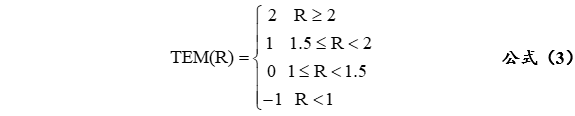 2 R ≥ 2
1 1.5 ≤ R < 2
TEM(R) = 公式（3）
0 1 ≤ R < 1.5
−1 R < 1